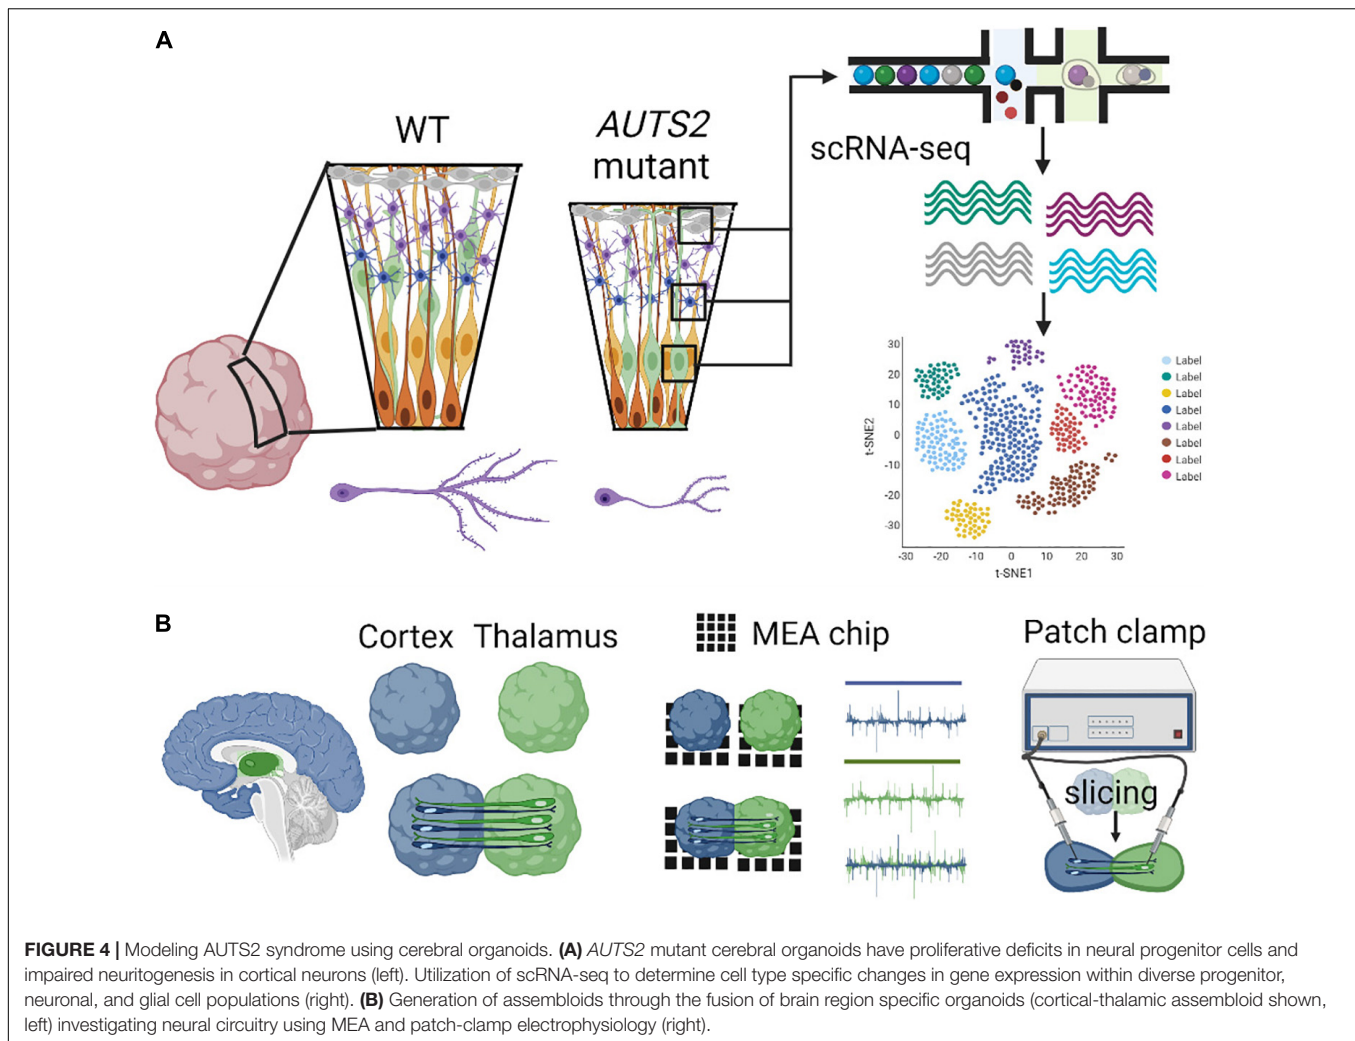 A
WT
AUTS2
mutant
scRNA-seq
30
20
10
0
-10
-20
-30
t-SNE2
-30 -20 -10 0 10 20 30
t-SNE1
Label
Label
Label
Label
Label
Label
Label
Label
B
Cortex Thalamus
MEA chip
Patch clamp
slicing
FIGURE 4 | Modeling AUTS2 syndrome using cerebral organoids. (A) AUTS2 mutant cerebral organoids have proliferative deficits in neural progenitor cells and
impaired neuritogenesis in cortical neurons (left). Utilization of scRNA-seq to determine cell type specific changes in gene expression within diverse progenitor,
neuronal, and glial cell populations (right). (B) Generation of assembloids through the fusion of brain region specific organoids (cortical-thalamic assembloid shown,
left) investigating neural circuitry using MEA and patch-clamp electrophysiology (right).